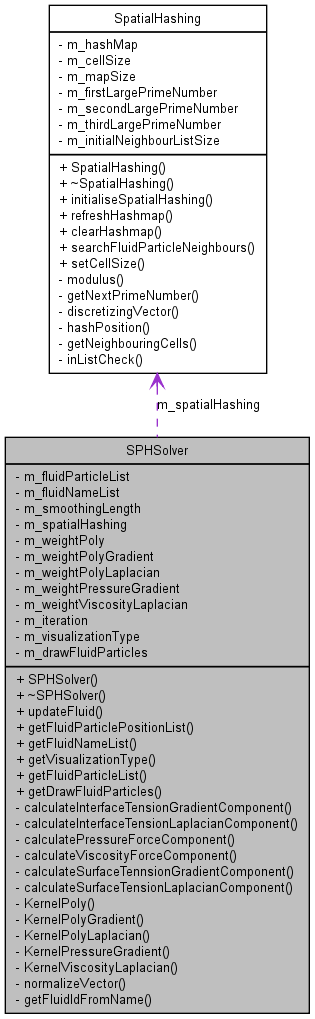 SpatialHashing
- m_hashMap
- m_cellSize
- m_mapSize
- m_firstLargePrimeNumber
- m_secondLargePrimeNumber
- m_thirdLargePrimeNumber
- m_initialNeighbourListSize
+ SpatialHashing()
+ ~SpatialHashing()
+ initialiseSpatialHashing()
+ refreshHashmap()
+ clearHashmap()
+ searchFluidParticleNeighbours()
+ setCellSize()
- modulus()
- getNextPrimeNumber()
- discretizingVector()
- hashPosition()
- getNeighbouringCells()
- inListCheck()
m_spatialHashing
SPHSolver
- m_fluidParticleList
- m_fluidNameList
- m_smoothingLength
- m_spatialHashing
- m_weightPoly
- m_weightPolyGradient
- m_weightPolyLaplacian
- m_weightPressureGradient
- m_weightViscosityLaplacian
- m_iteration
- m_visualizationType
- m_drawFluidParticles
+ SPHSolver()
+ ~SPHSolver()
+ updateFluid()
+ getFluidParticlePositionList()
+ getFluidNameList()
+ getVisualizationType()
+ getFluidParticleList()
+ getDrawFluidParticles()
- calculateInterfaceTensionGradientComponent()
- calculateInterfaceTensionLaplacianComponent()
- calculatePressureForceComponent()
- calculateViscosityForceComponent()
- calculateSurfaceTennsionGradientComponent()
- calculateSurfaceTensionLaplacianComponent()
- KernelPoly()
- KernelPolyGradient()
- KernelPolyLaplacian()
- KernelPressureGradient()
- KernelViscosityLaplacian()
- normalizeVector()
- getFluidIdFromName()